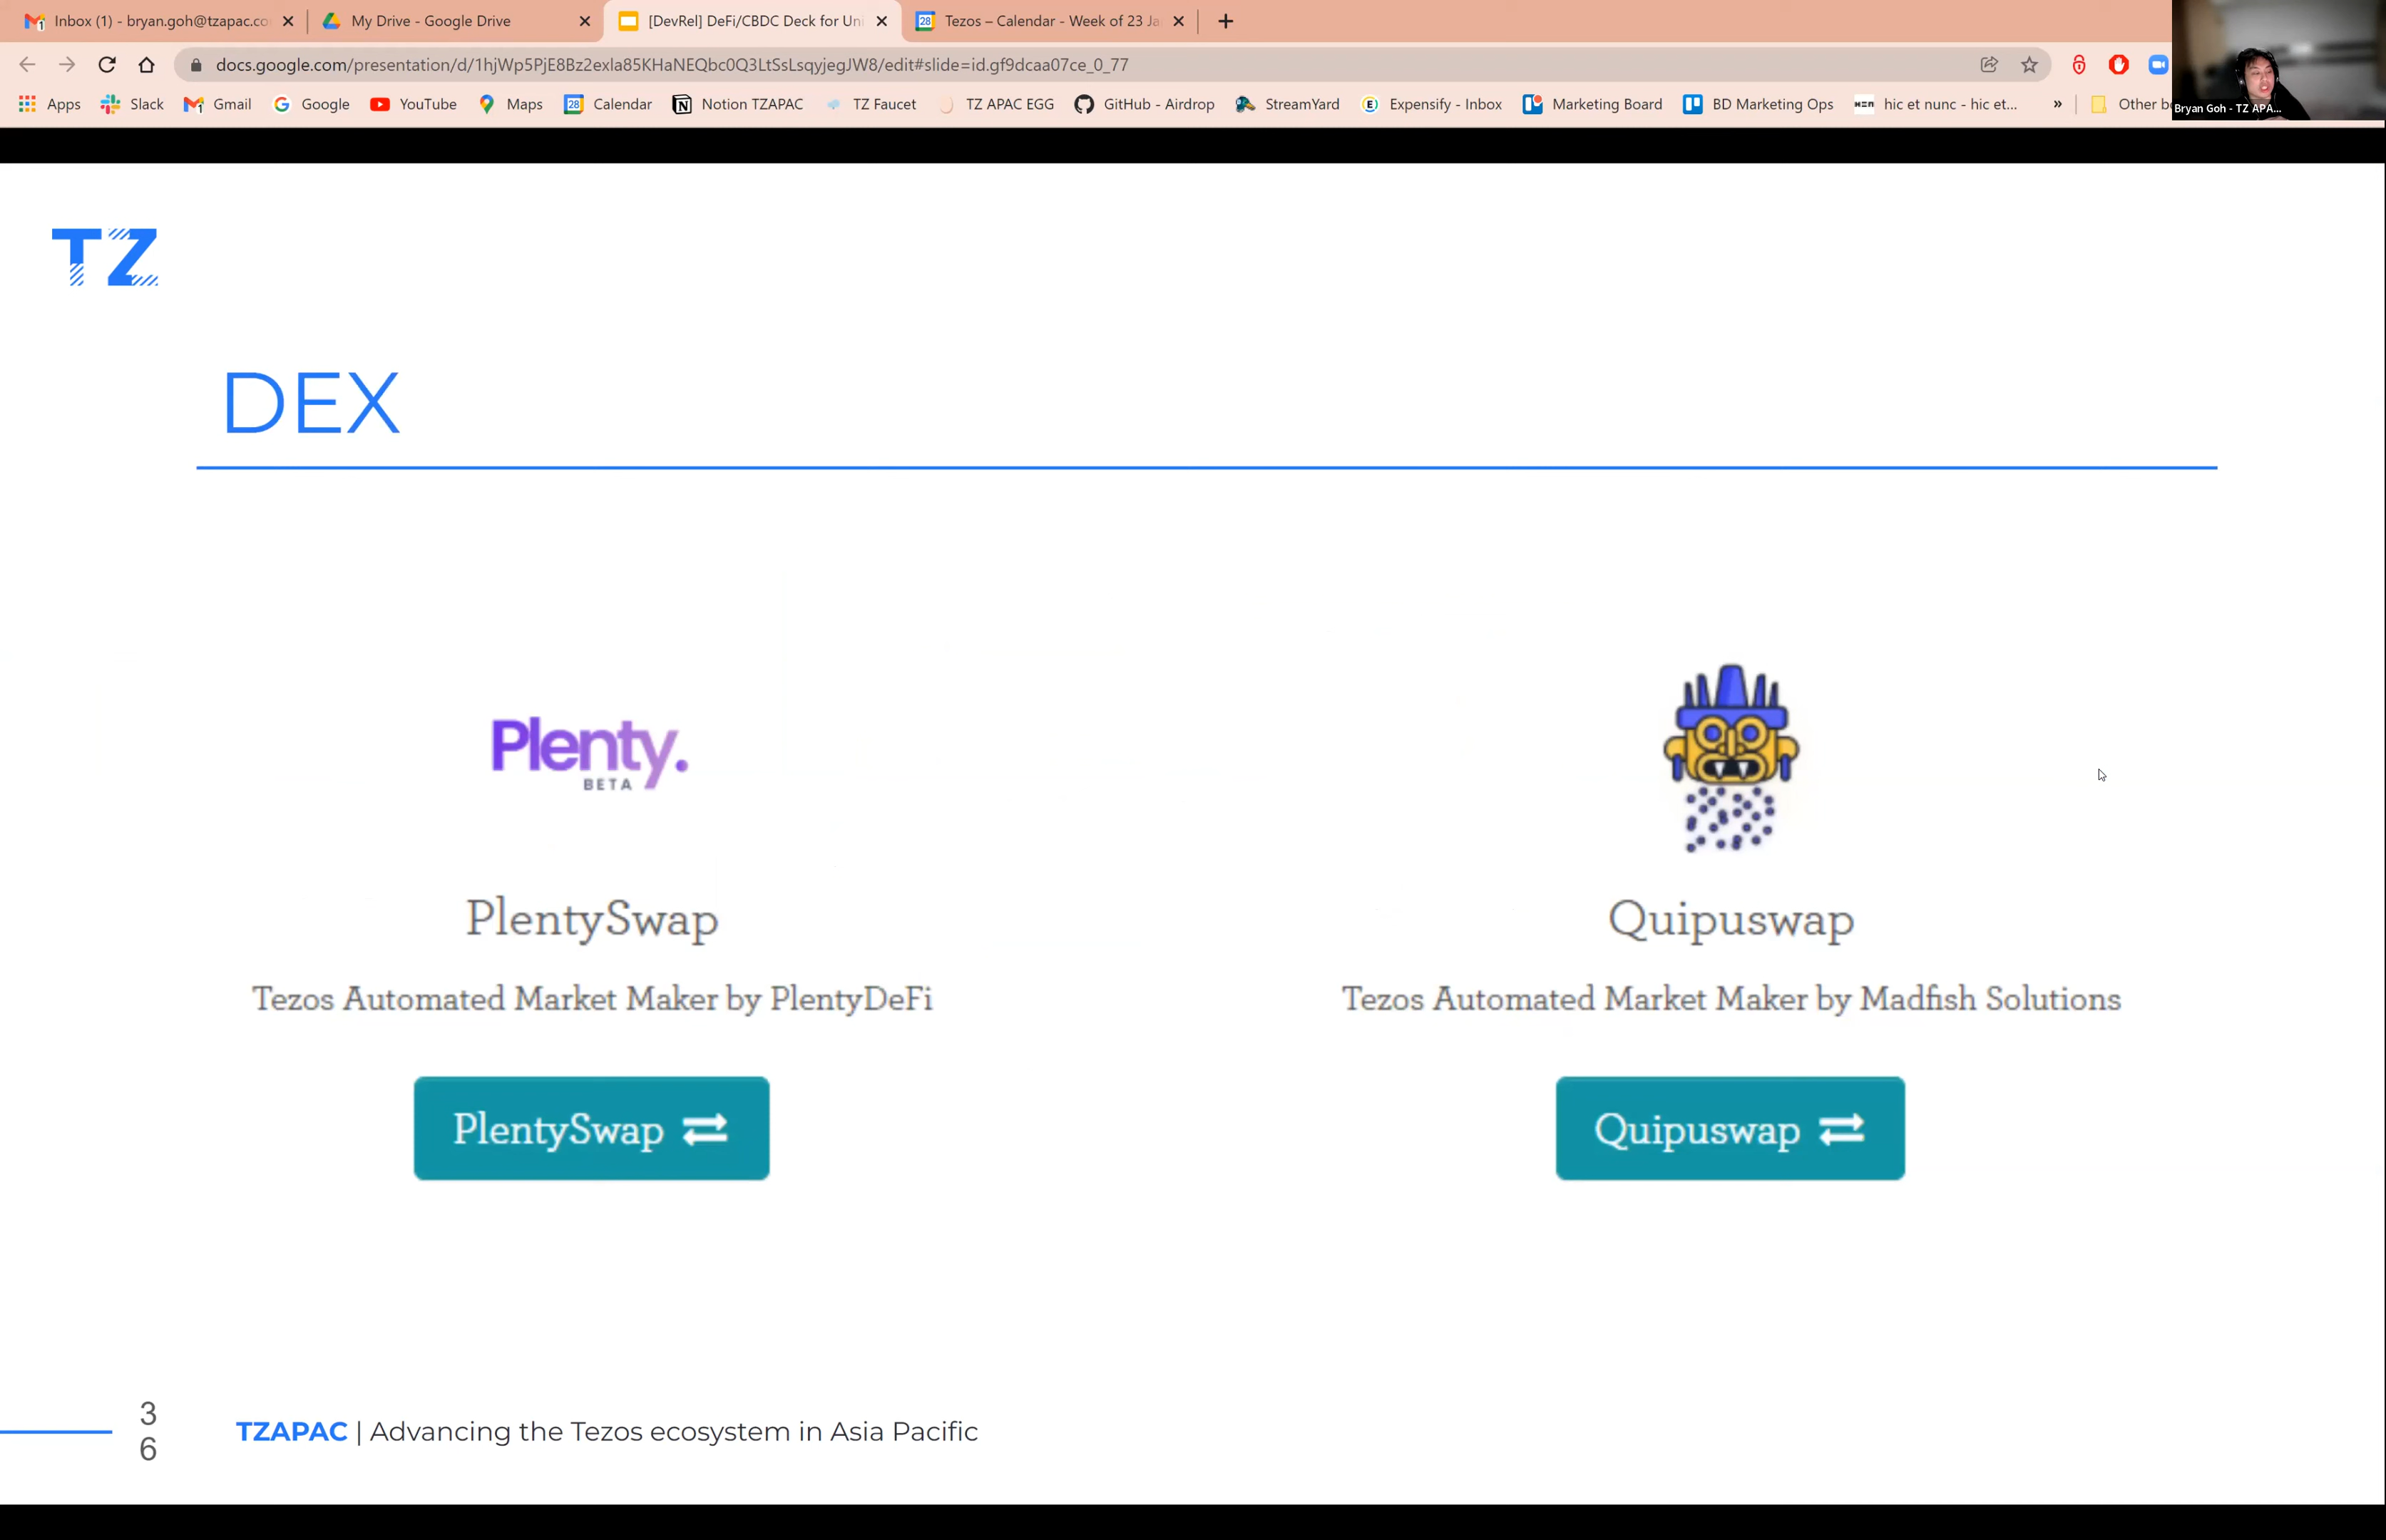 Inbox (1) - bryan.goh@tzapac.co
My Drive - Google Drive
[DevRel] DeFi/CBDC Deck for Uni
Tezos – Calendar - Week of 23 Ja
docs.google.com/presentation/d/1hjWp5PjE8Bz2exla85KHaNEQbc0Q3LtSsLsqyjegJW8/edit#slide=id.gf9dcaa07ce_0_77
Apps Slack Gmail Google YouTube Maps Calendar Notion TZAPAC TZ Faucet TZ APAC EGG GitHub - Airdrop StreamYard Expensify - Inbox Marketing Board BD Marketing Ops hic et nunc - hic et... » Other b
Bryan Goh - TZ APA...
TZ
DEX
Plenty.
BETA
PlentySwap
Tezos Automated Market Maker by PlentyDeFi
PlentySwap
Quipuswap
Tezos Automated Market Maker by Madfish Solutions
Quipuswap
3
6
TZAPAC | Advancing the Tezos ecosystem in Asia Pacific